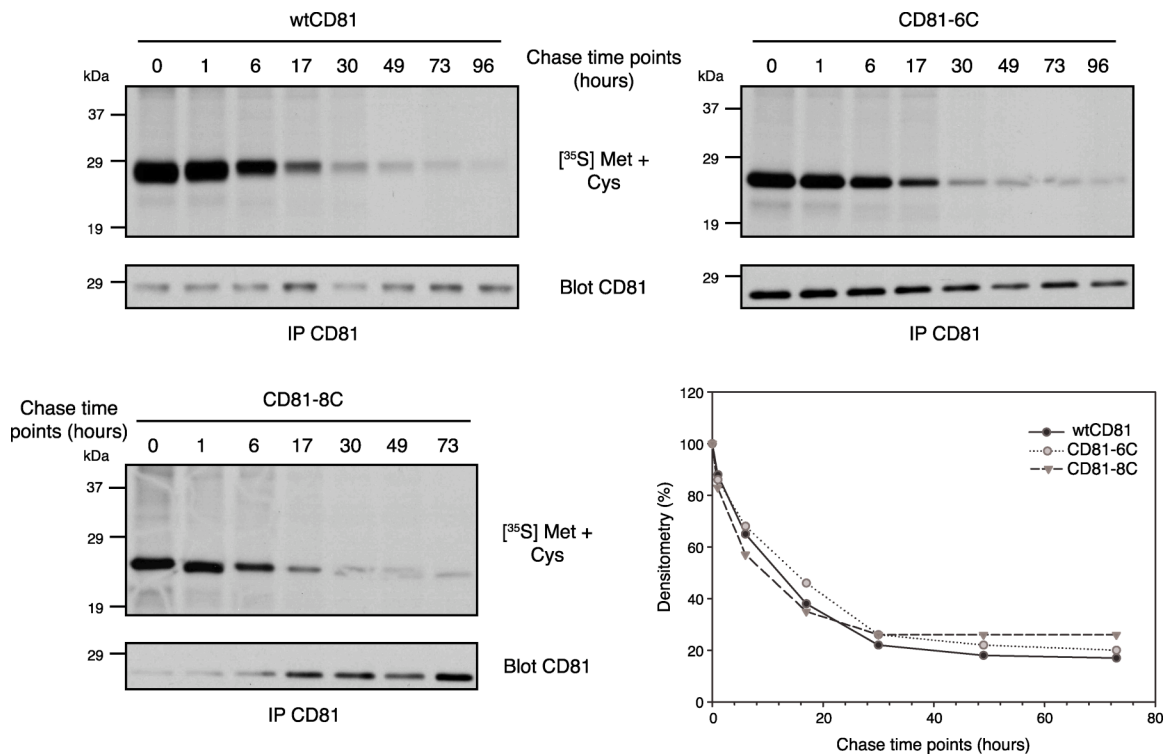 wtCD81
0 1 6 17 30 49 73 96
kDa
37
29
19
29
IP CD81
Chase time points
(hours)
[³⁵S] Met +
Cys
Blot CD81
CD81-6C
0 1 6 17 30 49 73 96
kDa
37
29
19
29
IP CD81
CD81-8C
Chase time
points (hours)
0 1 6 17 30 49 73
kDa
37
29
19
29
IP CD81
[³⁵S] Met +
Cys
Blot CD81
120
100
80
60
40
20
0
Densitometry (%)
wtCD81
CD81-6C
CD81-8C
0 20 40 60 80
Chase time points (hours)